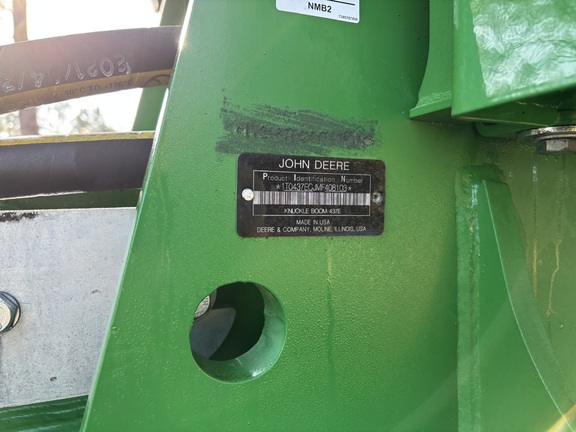 NMB2
JOHN DEERE
Product Identification Number
*1T0437ECJMF408103*
KNUCKLE BOOM 437E
MADE IN USA
DEERE & COMPANY, MOLINE, ILLINOIS, USA